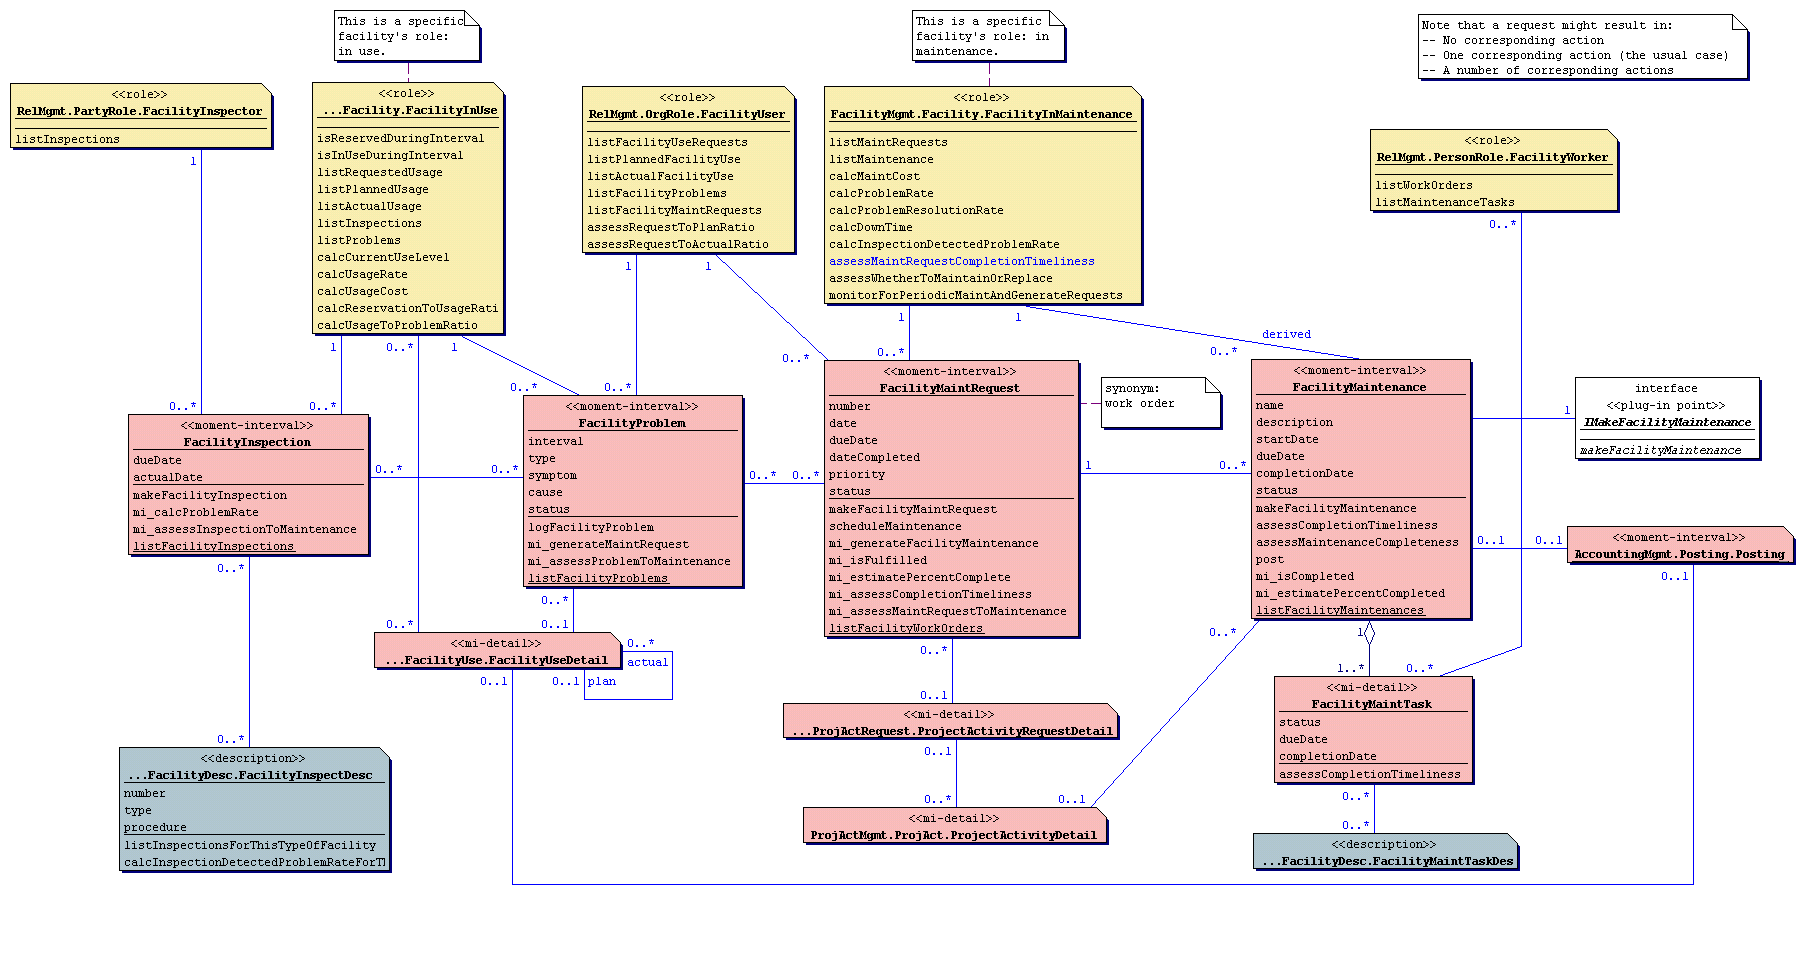 This is a specific
facility's role:
in use.
This is a specific
facility's role: in
maintenance.
Note that a request might result in:
-- No corresponding action
-- One corresponding action (the usual case)
-- A number of corresponding actions
<<role>>
RelMgmt.PartyRole.FacilityInspector
listInspections
1
<<role>>
...Facility.FacilityInUse
isReservedDuringInterval
isInUseDuringInterval
listRequestedUsage
listPlannedUsage
listActualUsage
listInspections
listProblems
calcCurrentUseLevel
calcUsageRate
calcUsageCost
calcReservationToUsageRati
calcUsageToProblemRatio
1
0..*
1
<<role>>
RelMgmt.OrgRole.FacilityUser
listFacilityUseRequests
listPlannedFacilityUse
listActualFacilityUse
listFacilityProblems
listFacilityMaintRequests
assessRequestToPlanRatio
assessRequestToActualRatio
1
1
<<role>>
FacilityMgmt.Facility.FacilityInMaintenance
listMaintRequests
listMaintenance
calcMaintCost
calcProblemRate
calcProblemResolutionRate
calcDownTime
calcInspectionDetectedProblemRate
assessMaintRequestCompletionTimeliness
assessWhetherToMaintainOrReplace
monitorForPeriodicMaintAndGenerateRequests
1
1
derived
<<role>>
RelMgmt.PersonRole.FacilityWorker
listWorkOrders
listMaintenanceTasks
0..*
0..*
0..*
<<moment-interval>>
FacilityInspection
dueDate
actualDate
makeFacilityInspection
mi_calcProblemRate
mi_assessInspectionToMaintenance
listFacilityInspections
0..*
0..*
0..*
0..*
0..*
<<moment-interval>>
FacilityProblem
interval
type
symptom
cause
status
logFacilityProblem
mi_generateMaintRequest
mi_assessProblemToMaintenance
listFacilityProblems
0..*
0..*
0..*
0..*
0..*
<<moment-interval>>
FacilityMaintRequest
number
date
dueDate
dateCompleted
priority
status
makeFacilityMaintRequest
scheduleMaintenance
mi_generateFacilityMaintenance
mi_isFulfilled
mi_estimatePercentComplete
mi_assessCompletionTimeliness
mi_assessMaintRequestToMaintenance
listFacilityWorkOrders
0..*
synonym:
work order
1
0..*
0..*
<<moment-interval>>
FacilityMaintenance
name
description
startDate
dueDate
completionDate
status
makeFacilityMaintenance
assessCompletionTimeliness
assessMaintenanceCompleteness
post
mi_isCompleted
mi_estimatePercentCompleted
listFacilityMaintenances
0..*
1
1
interface
<<plug-in point>>
IMakeFacilityMaintenance
makeFacilityMaintenance
0..1
0..1
<<moment-interval>>
AccountingMgmt.Posting.Posting
0..1
0..*
0..1
<<mi-detail>>
...FacilityUse.FacilityUseDetail
0..*
actual
0..1
0..1
plan
0..1
<<mi-detail>>
...ProjActRequest.ProjectActivityRequestDetail
0..1
0..*
0..1
<<mi-detail>>
ProjActMgmt.ProjAct.ProjectActivityDetail
1..*
0..*
<<mi-detail>>
FacilityMaintTask
status
dueDate
completionDate
assessCompletionTimeliness
0..*
0..*
<<description>>
...FacilityDesc.FacilityMaintTaskDes
0..*
<<description>>
...FacilityDesc.FacilityInspectDesc
number
type
procedure
listInspectionsForThisTypeOfFacility
calcInspectionDetectedProblemRateForTl